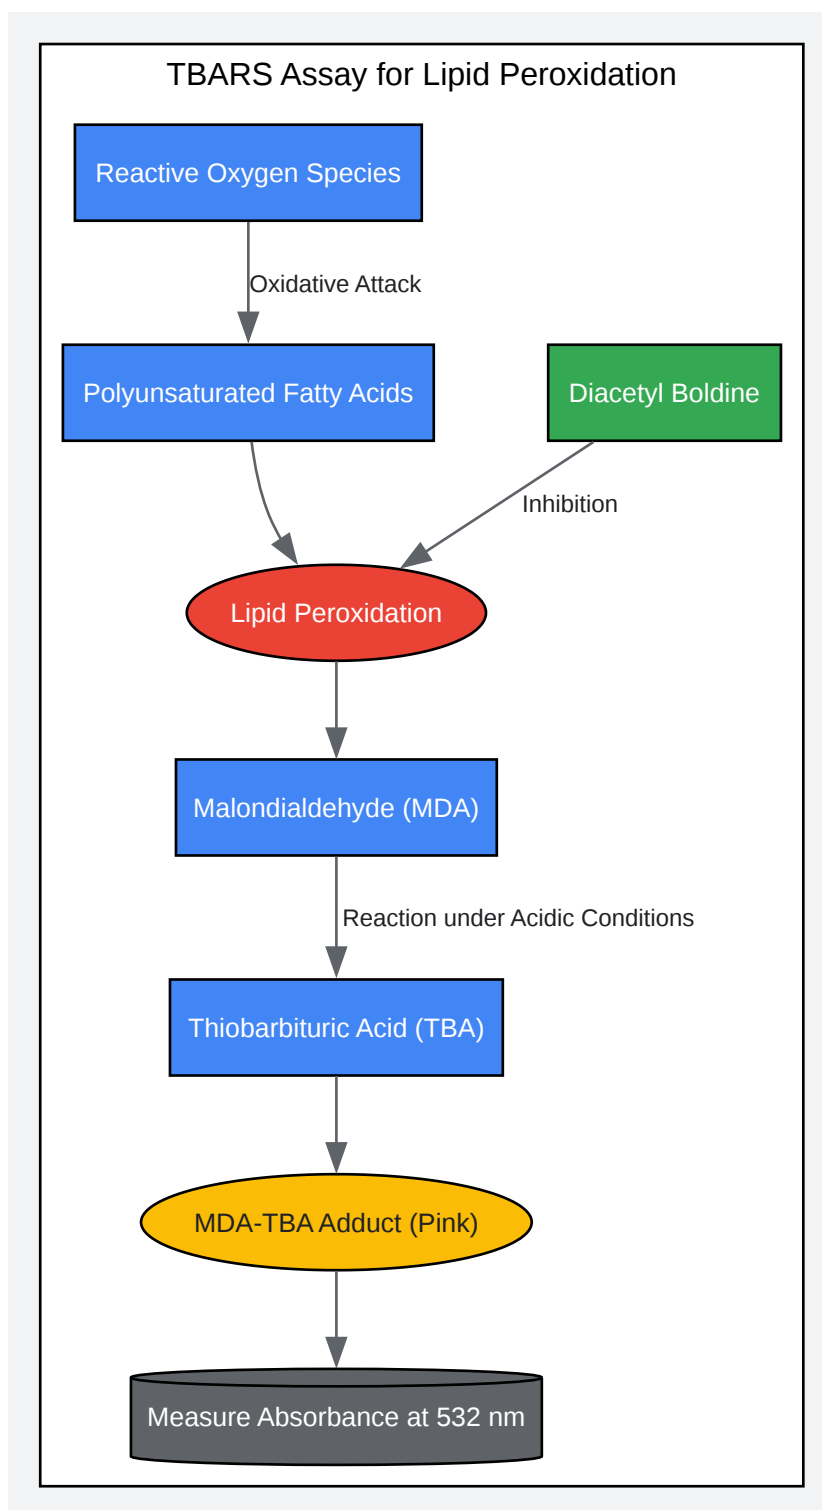 TBARS Assay for Lipid Peroxidation
Reactive Oxygen Species
Oxidative Attack
Polyunsaturated Fatty Acids
Diacetyl Boldine
Inhibition
Lipid Peroxidation
Malondialdehyde (MDA)
Reaction under Acidic Conditions
Thiobarbituric Acid (TBA)
MDA-TBA Adduct (Pink)
Measure Absorbance at 532 nm